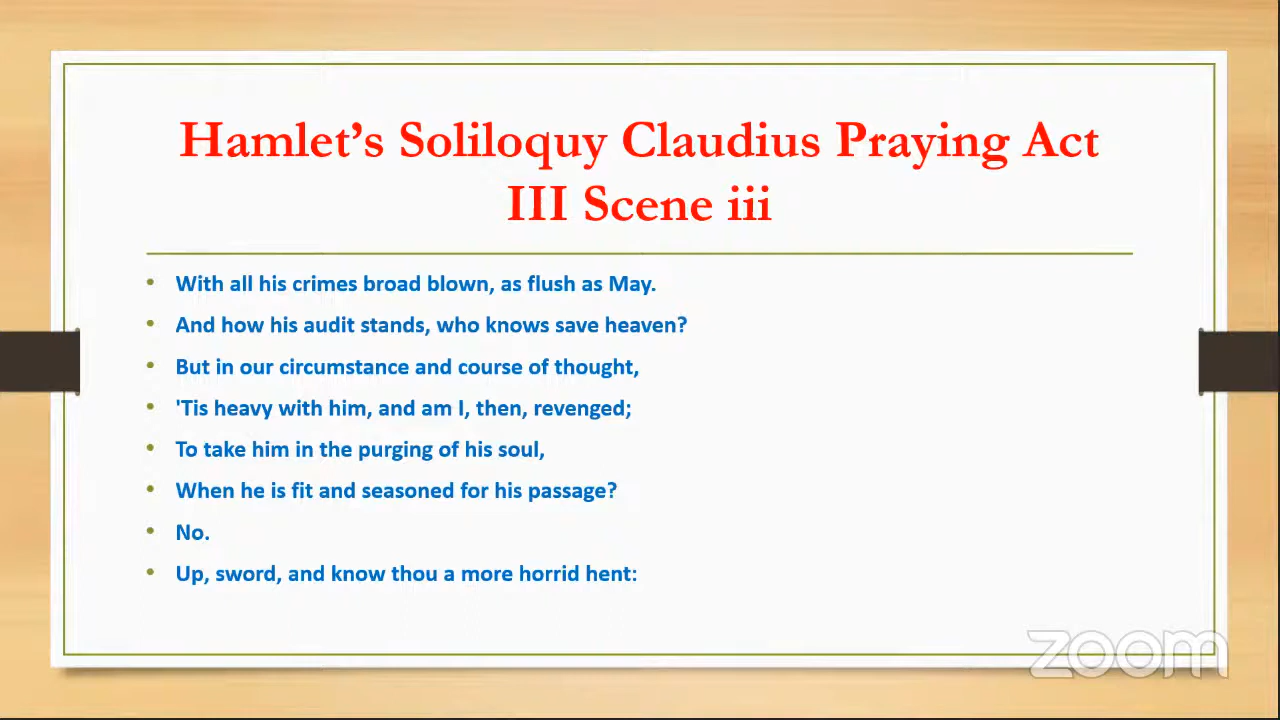 Hamlet’s Soliloquy Claudius Praying Act
III Scene iii
• With all his crimes broad blown, as flush as May.
• And how his audit stands, who knows save heaven?
• But in our circumstance and course of thought,
• 'Tis heavy with him, and am I, then, revenged;
• To take him in the purging of his soul,
• When he is fit and seasoned for his passage?
• No.
• Up, sword, and know thou a more horrid hent:
zoom